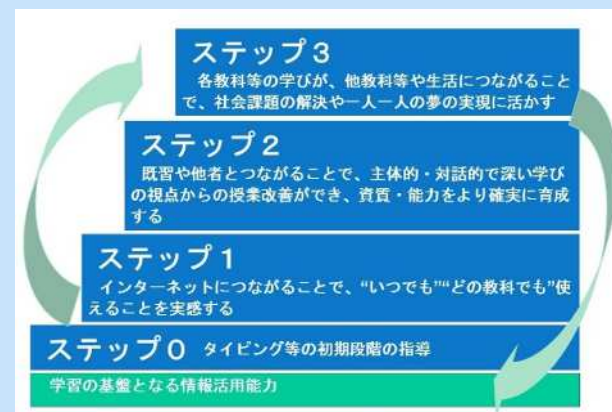 ステップ３
各教科等の学びが、他教科等や生活につながること
で、社会課題の解決や一人一人の夢の実現に活かす
ステップ２
既習や他者とつながることで、主体的・対話的で深い学び
の視点からの授業改善ができ、資質・能力をより確実に育成
する
ステップ１
インターネットにつながることで、“いつでも”“どの教科でも”使
えることを実感する
ステップ０ タイピング等の初期段階の指導
学習の基盤となる情報活用能力